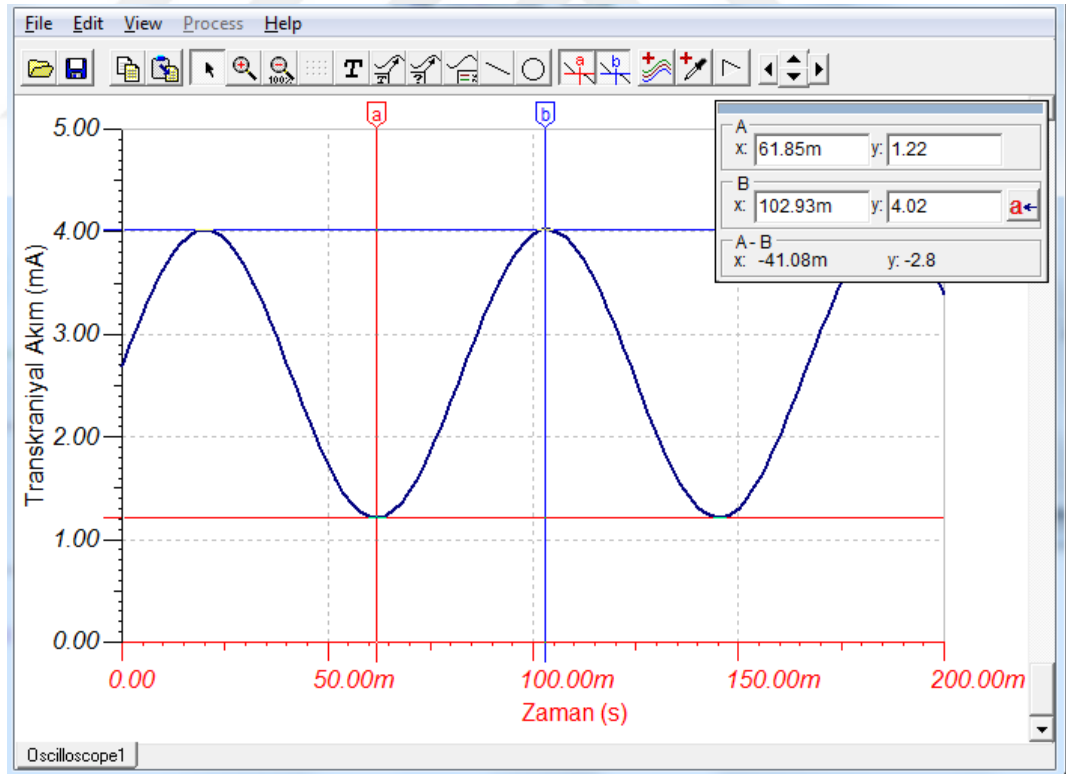 File Edit View Process Help
100% T T ? a b
a b
5.00
4.00
3.00
2.00
1.00
0.00
Transkraniyal Akım (mA)
A
x: 61.85m y: 1.22
B
x: 102.93m y: 4.02 a
A - B
x: -41.08m y: -2.8
0.00 50.00m 100.00m 150.00m 200.00m
Zaman (s)
Oscilloscope1